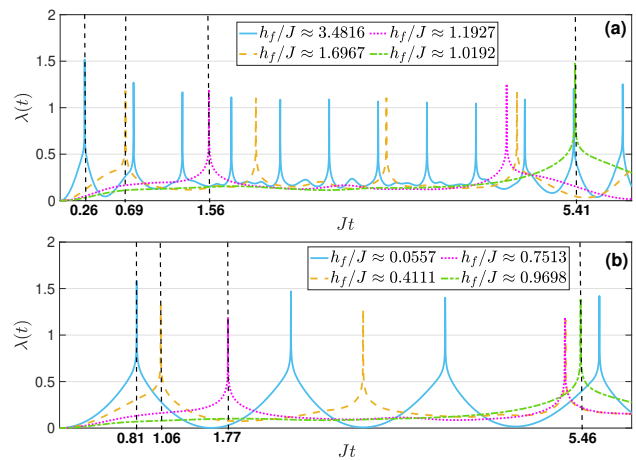 (a)
h_f/J ≈ 3.4816
h_f/J ≈ 1.1927
h_f/J ≈ 1.6967
h_f/J ≈ 1.0192
2
1.5
1
0.5
0
λ(t)
0.26 0.69 1.56 5.41
Jt
(b)
h_f/J ≈ 0.0557
h_f/J ≈ 0.7513
h_f/J ≈ 0.4111
h_f/J ≈ 0.9698
2
1.5
1
0.5
0
λ(t)
0.81 1.06 1.77 5.46
Jt